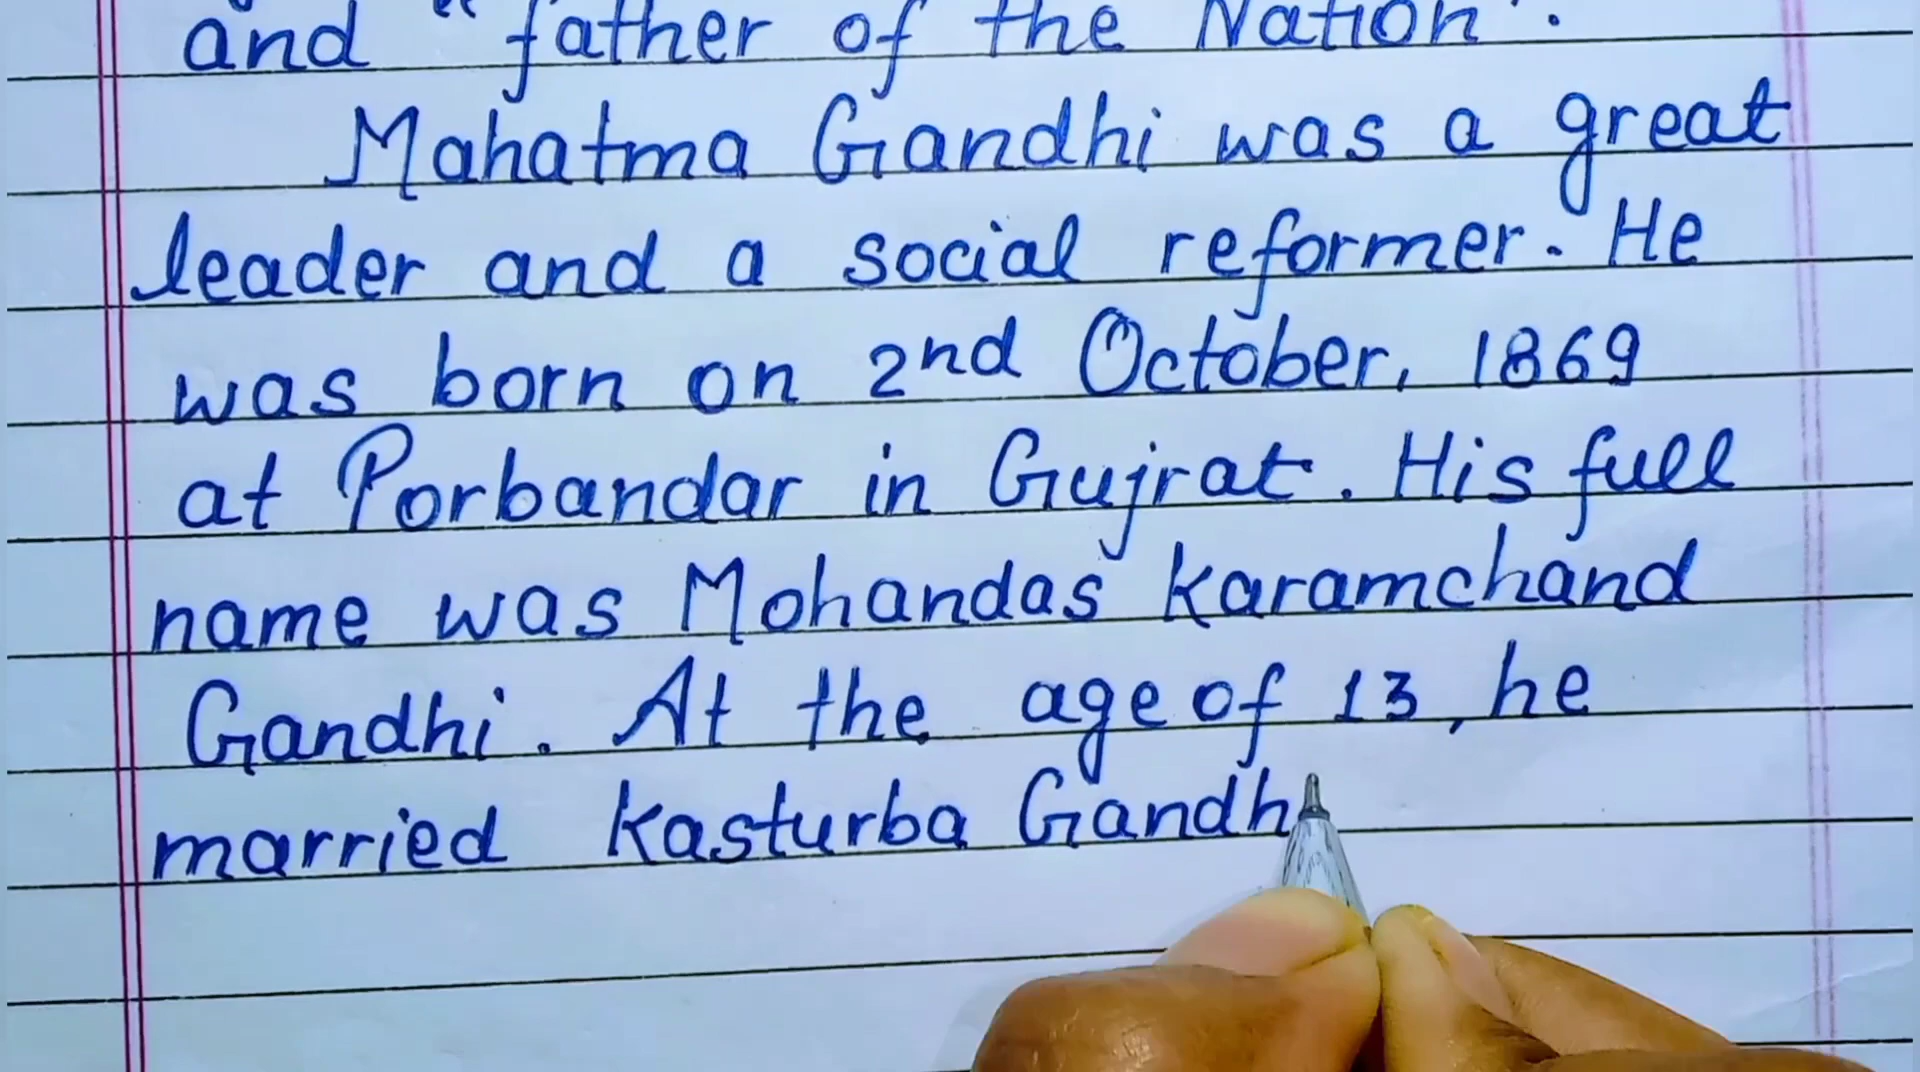 and "father of the Nation".
Mahatma Gandhi was a great
leader and a social reformer. He
was born on 2nd October, 1869
at Porbandar in Gujrat. His full
name was Mohandas Karamchand
Gandhi. At the age of 13, he
married Kasturba Gandh